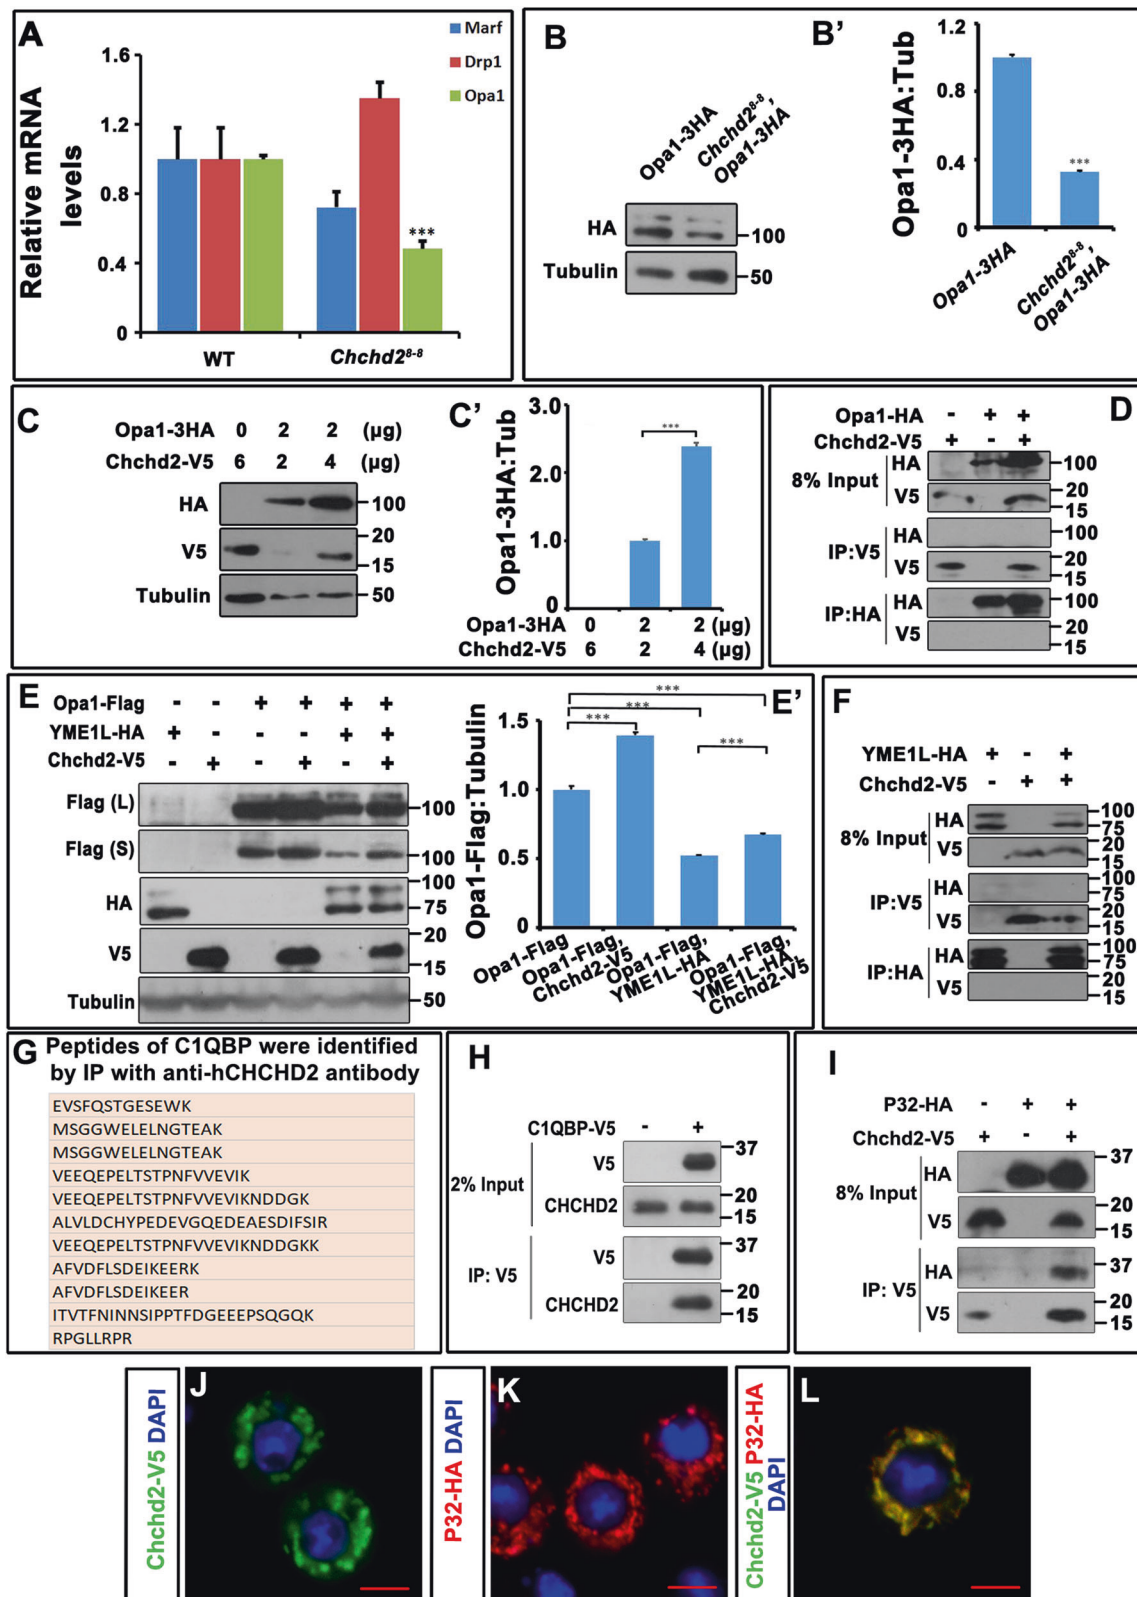 A
Relative mRNA levels
1.6
1.2
0.8
0.4
0
Marf
Drp1
Opa1
***
WT
Chchd2⁸⁻⁸
B
Opa1-3HA
Chchd2⁸⁻⁸,
Opa1-3HA
HA
100
Tubulin
50
B'
Opa1-3HA:Tub
1.2
0.8
0.4
0
***
Opa1-3HA
Chchd2⁸⁻⁸,
Opa1-3HA
C
Opa1-3HA 0 2 2 (µg)
Chchd2-V5 6 2 4 (µg)
HA
100
V5
20
15
Tubulin
50
C'
Opa1-3HA:Tub
3.0
2.0
1.0
0
***
Opa1-3HA 0 2 2 (µg)
Chchd2-V5 6 2 4 (µg)
D
Opa1-HA - + +
Chchd2-V5 + - +
8% Input
HA
100
V5
20
15
IP:V5
HA
100
V5
20
15
IP:HA
HA
100
V5
20
15
E
Opa1-Flag - - + + + +
YME1L-HA + - - - + +
Chchd2-V5 - + - + - +
Flag (L)
100
Flag (S)
100
HA
100
75
V5
20
15
Tubulin
50
E'
Opa1-Flag:Tubulin
1.5
1.0
0.5
0
***
***
***
***
Opa1-Flag
Opa1-Flag,
Chchd2-V5
Opa1-Flag,
YME1L-HA
Opa1-Flag,
YME1L-HA,
Chchd2-V5
F
YME1L-HA + - +
Chchd2-V5 - + +
8% Input
HA
100
75
V5
20
15
IP:V5
HA
100
75
V5
20
15
IP:HA
HA
100
75
V5
20
15
G
Peptides of C1QBP were identified
by IP with anti-hCHCHD2 antibody
EVSFQSTGESEWK
MSGGWELELNGTEAK
MSGGWELELNGTEAK
VEEQEPELTSTPNFVVEVIK
VEEQEPELTSTPNFVVEVIKNDDGK
ALVLDCHYPEDEVGQEDEAESDIFSIR
VEEQEPELTSTPNFVVEVIKNDDGKK
AFVDFLSDEIKEERK
AFVDFLSDEIKEER
ITVTFNINNSIPPTFDGEEEPSQGQK
RPGLLRPR
H
C1QBP-V5 - +
2% Input
V5
37
CHCHD2
20
15
IP: V5
V5
37
CHCHD2
20
15
I
P32-HA - + +
Chchd2-V5 + - +
8% Input
HA
37
V5
20
15
IP: V5
HA
37
V5
20
15
Chchd2-V5 DAPI
J
P32-HA DAPI
K
Chchd2-V5 P32-HA
DAPI
L